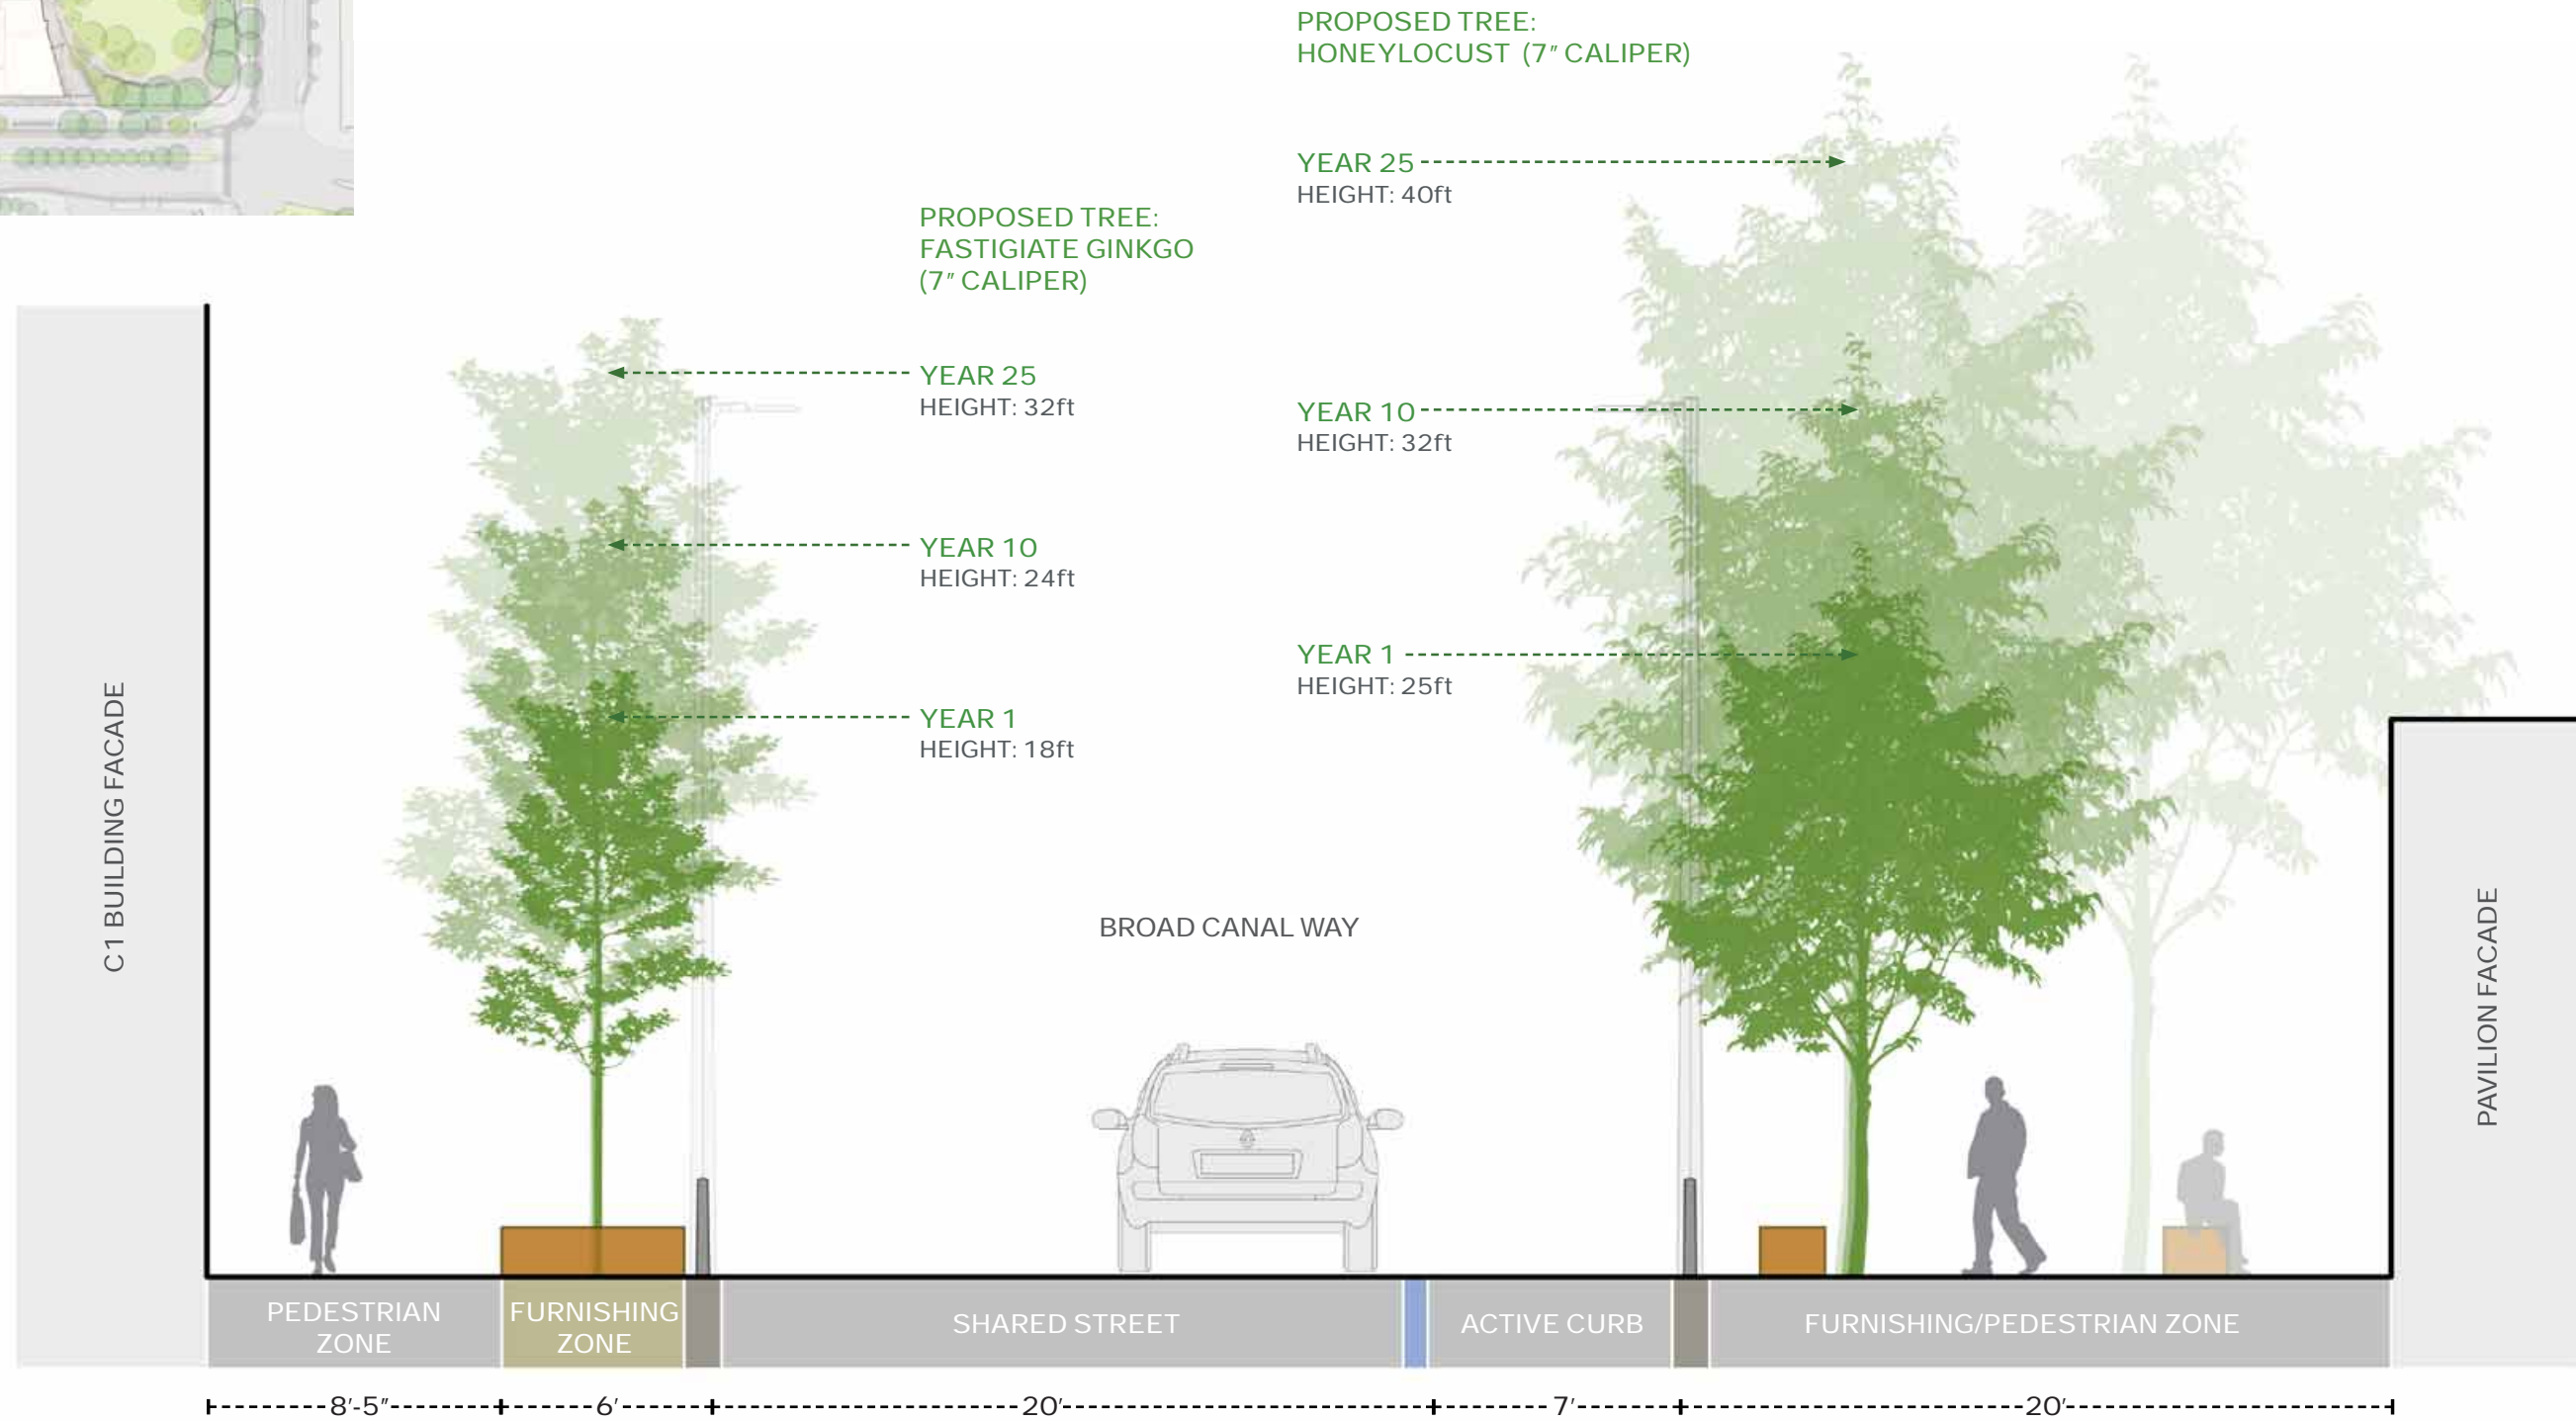 PROPOSED TREE:
HONEYLOCUST (7" CALIPER)
YEAR 25
HEIGHT: 40ft
YEAR 10
HEIGHT: 32ft
YEAR 1
HEIGHT: 25ft
PROPOSED TREE:
FASTIGIATE GINKGO
(7" CALIPER)
YEAR 25
HEIGHT: 32ft
YEAR 10
HEIGHT: 24ft
YEAR 1
HEIGHT: 18ft
C1 BUILDING FACADE
BROAD CANAL WAY
PAVILION FACADE
PEDESTRIAN
ZONE
FURNISHING
ZONE
SHARED STREET
ACTIVE CURB
FURNISHING/PEDESTRIAN ZONE
8'-5"
6'
20'
7'
20'